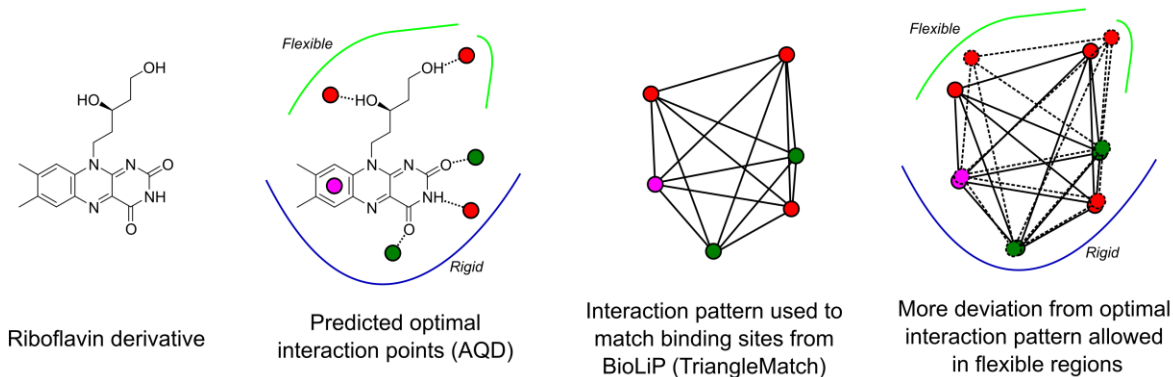 OH
HO
N
N
O
NH
N
O
Riboflavin derivative
Flexible
OH
HO
N
N
O
NH
N
O
Rigid
Predicted optimal
interaction points (AQD)
Interaction pattern used to
match binding sites from
BioLiP (TriangleMatch)
Flexible
Rigid
More deviation from optimal
interaction pattern allowed
in flexible regions